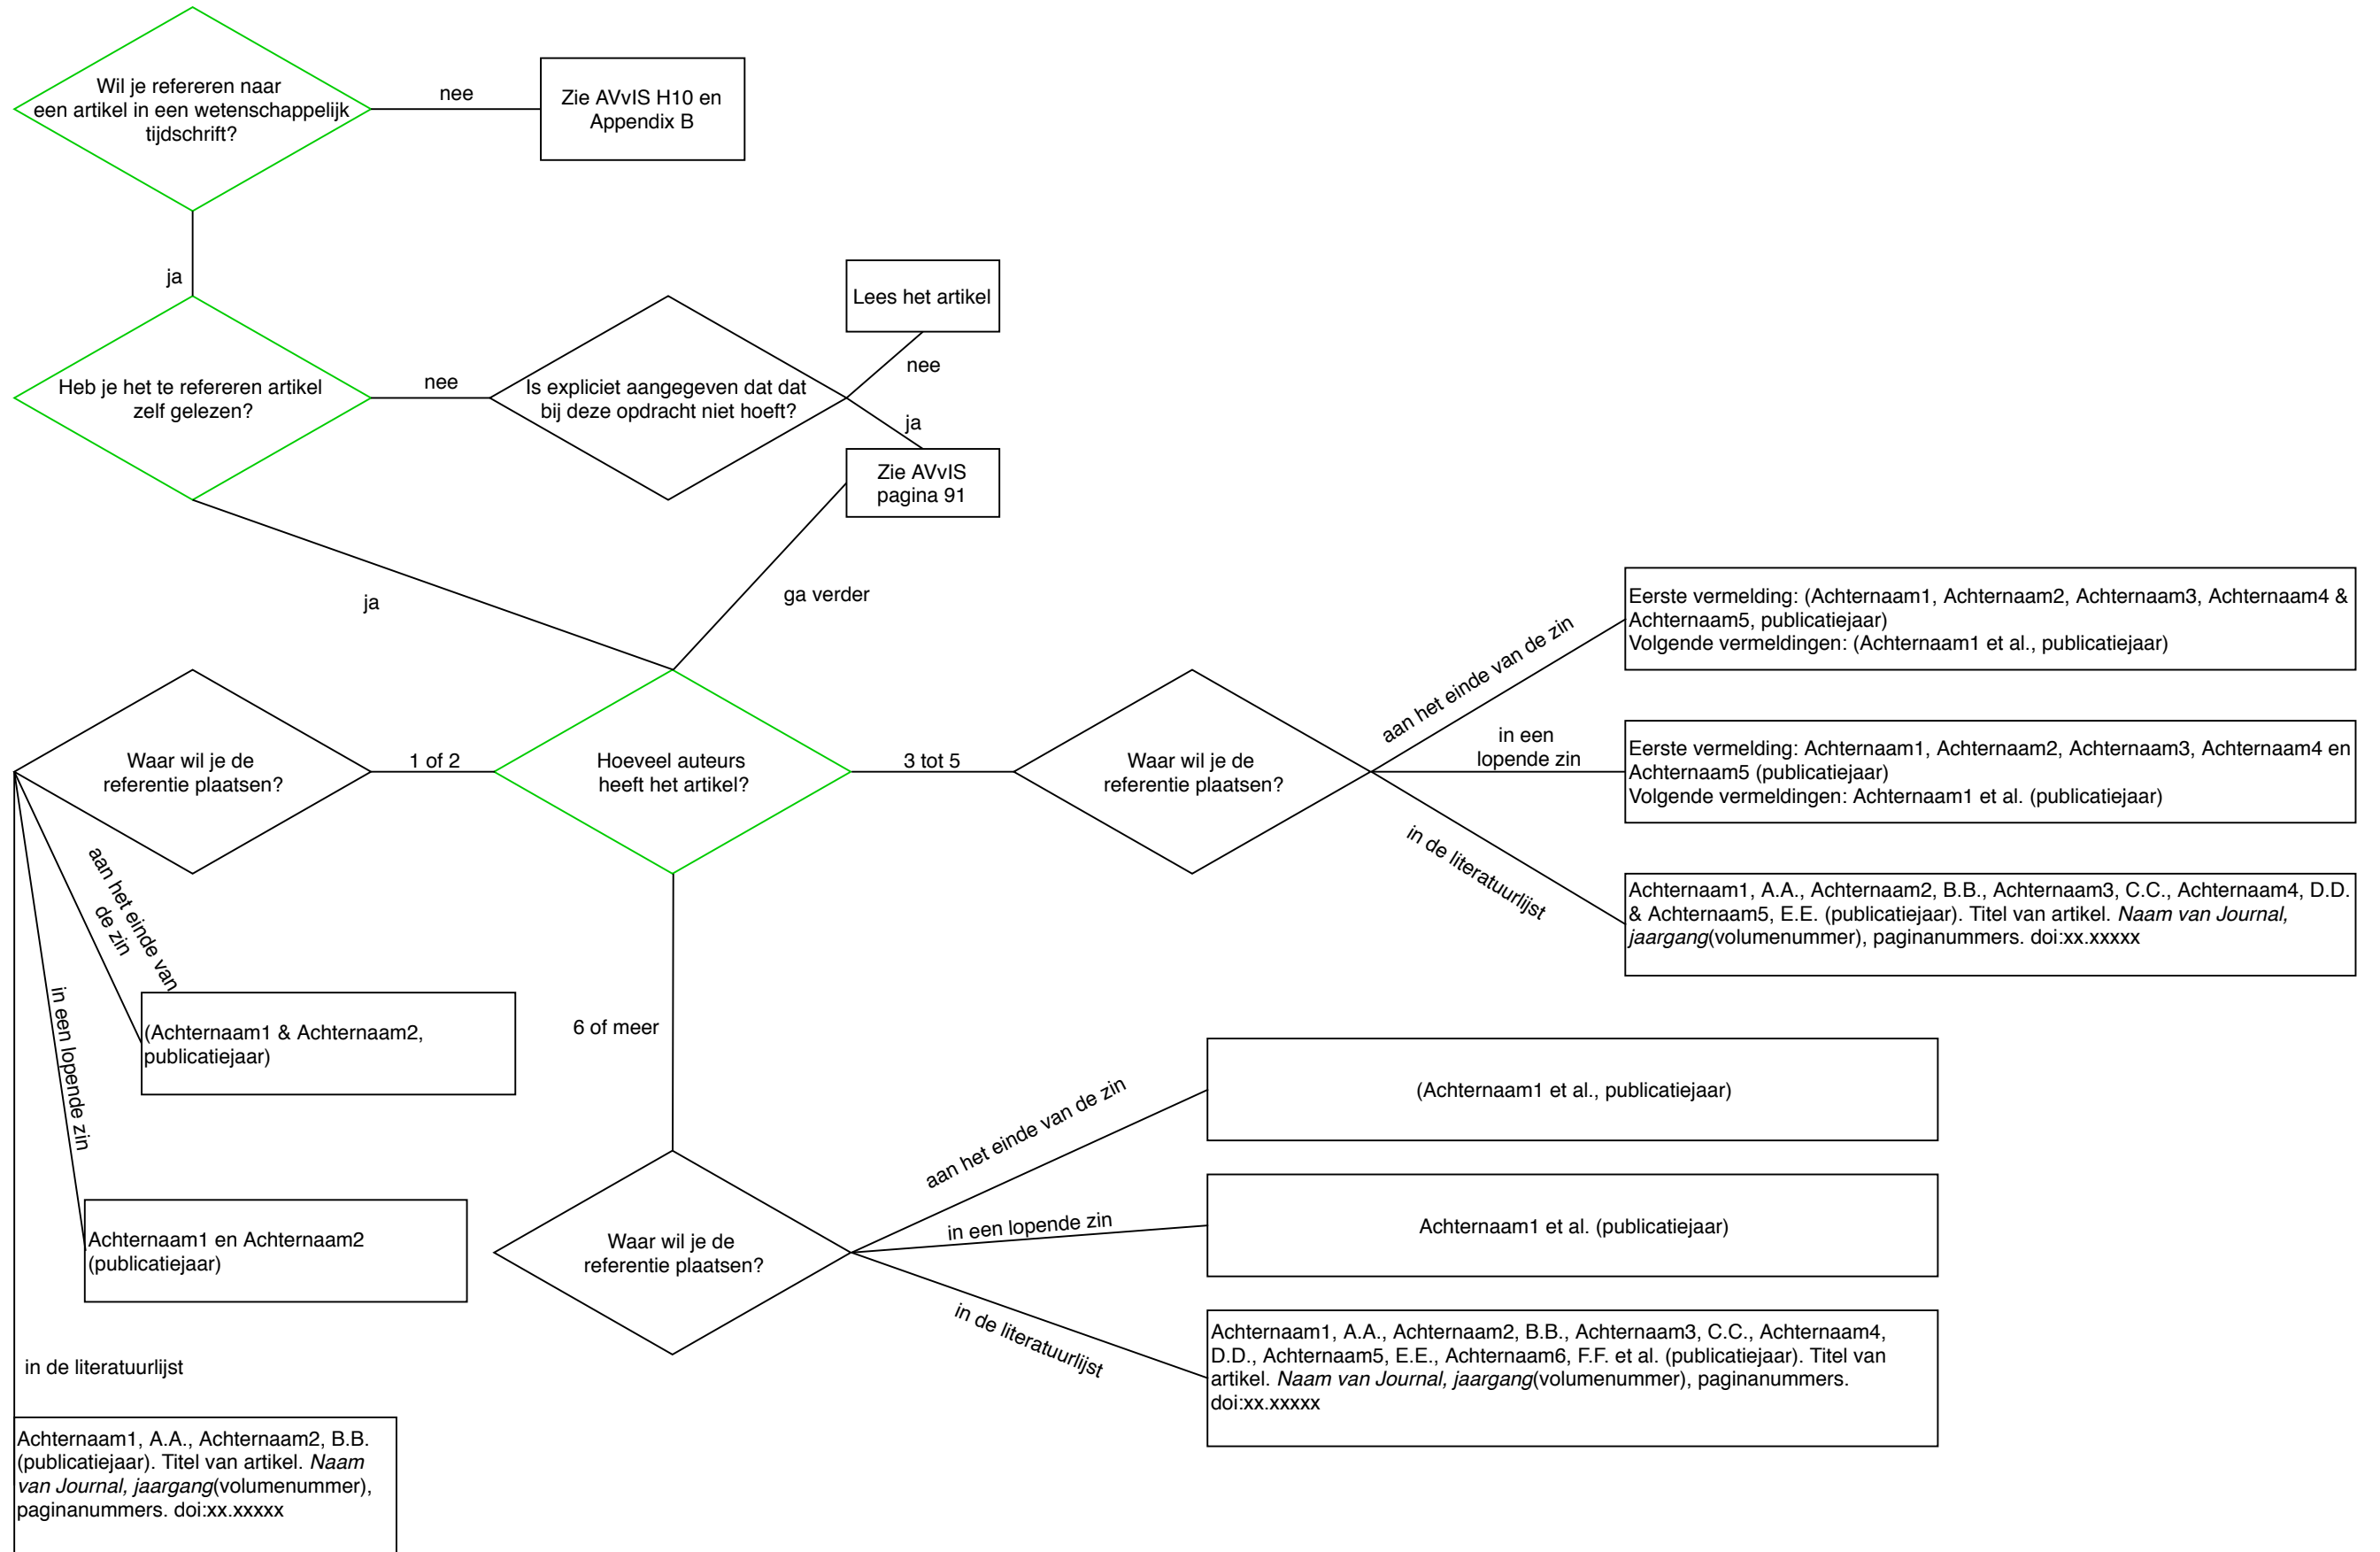 Wil je refereren naar
een artikel in een wetenschappelijk
tijdschrift?
nee
Zie AVvIS H10 en
Appendix B
ja
Heb je het te refereren artikel
zelf gelezen?
nee
Is expliciet aangegeven dat dat
bij deze opdracht niet hoeft?
nee
Lees het artikel
ja
Zie AVvIS
pagina 91
ja
ga verder
Hoeveel auteurs
heeft het artikel?
1 of 2
Waar wil je de
referentie plaatsen?
aan het einde van
de zin
(Achternaam1 & Achternaam2,
publicatiejaar)
in een lopende zin
Achternaam1 en Achternaam2
(publicatiejaar)
in de literatuurlijst
Achternaam1, A.A., Achternaam2, B.B.
(publicatiejaar). Titel van artikel. Naam
van Journal, jaargang(volumenummer),
paginanummers. doi:xx.xxxxx
3 tot 5
Waar wil je de
referentie plaatsen?
aan het einde van de zin
Eerste vermelding: (Achternaam1, Achternaam2, Achternaam3, Achternaam4 &
Achternaam5, publicatiejaar)
Volgende vermeldingen: (Achternaam1 et al., publicatiejaar)
in een
lopende zin
Eerste vermelding: Achternaam1, Achternaam2, Achternaam3, Achternaam4 en
Achternaam5 (publicatiejaar)
Volgende vermeldingen: Achternaam1 et al. (publicatiejaar)
in de literatuurlijst
Achternaam1, A.A., Achternaam2, B.B., Achternaam3, C.C., Achternaam4, D.D.
& Achternaam5, E.E. (publicatiejaar). Titel van artikel. Naam van Journal,
jaargang(volumenummer), paginanummers. doi:xx.xxxxx
6 of meer
Waar wil je de
referentie plaatsen?
aan het einde van de zin
(Achternaam1 et al., publicatiejaar)
in een lopende zin
Achternaam1 et al. (publicatiejaar)
in de literatuurlijst
Achternaam1, A.A., Achternaam2, B.B., Achternaam3, C.C., Achternaam4,
D.D., Achternaam5, E.E., Achternaam6, F.F. et al. (publicatiejaar). Titel van
artikel. Naam van Journal, jaargang(volumenummer), paginanummers.
doi:xx.xxxxx